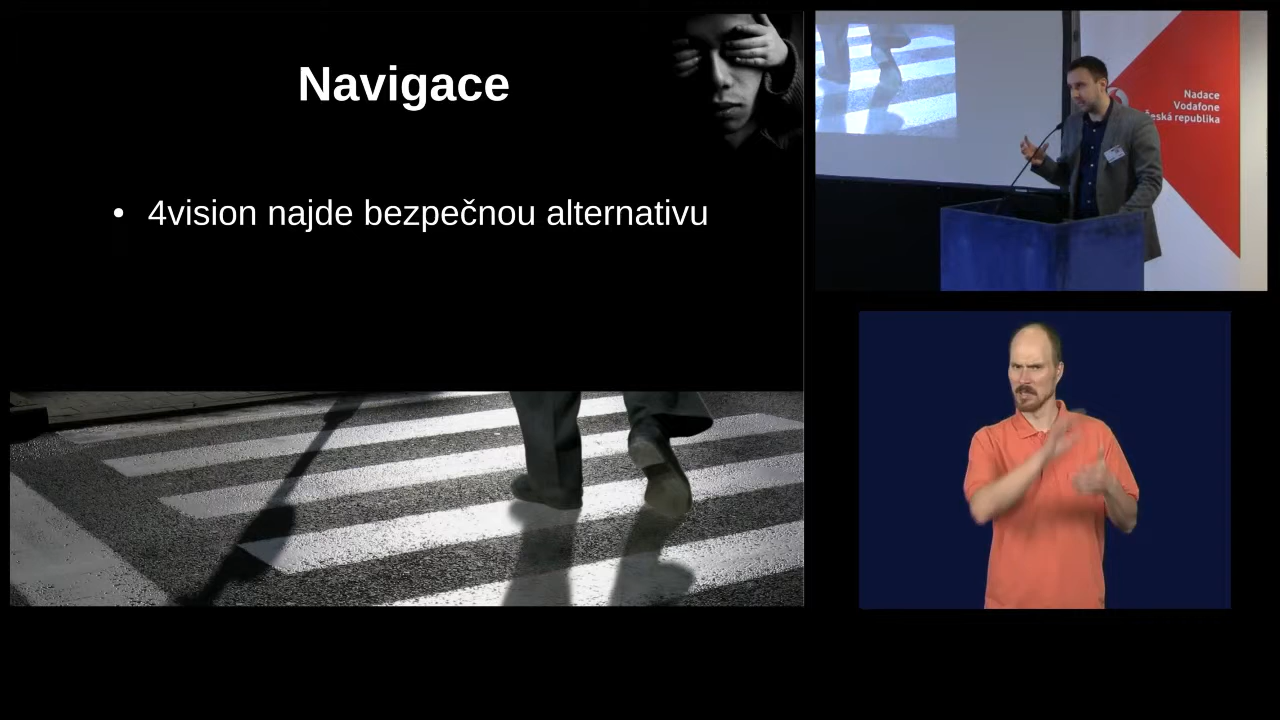 Navigace
• 4vision najde bezpečnou alternativu
Nadace
Vodafone
česká republika